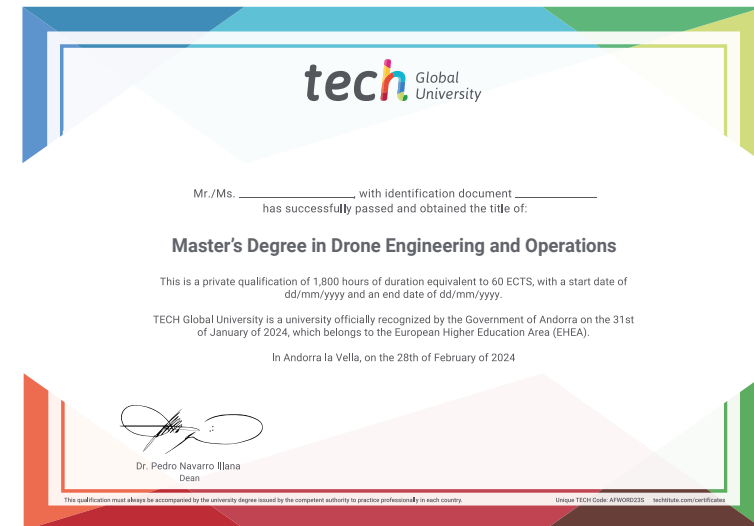 tech Global
University
Mr./Ms. ____________, with identification document ____________
has successfully passed and obtained the title of:
Master's Degree in Drone Engineering and Operations
This is a private qualification of 1,800 hours of duration equivalent to 60 ECTS, with a start date of
dd/mm/yyyy and an end date of dd/mm/yyyy.
TECH Global University is a university officially recognized by the Government of Andorra on the 31st
of January of 2024, which belongs to the European Higher Education Area (EHEA).
In Andorra la Vella, on the 28th of February of 2024
Dr. Pedro Navarro Illana
Dean
This qualification must always be accompanied by the university degree issued by the competent authority to practice professionally in each country. Unique TECH Code: AFWORD23S techtitute.com/certificates